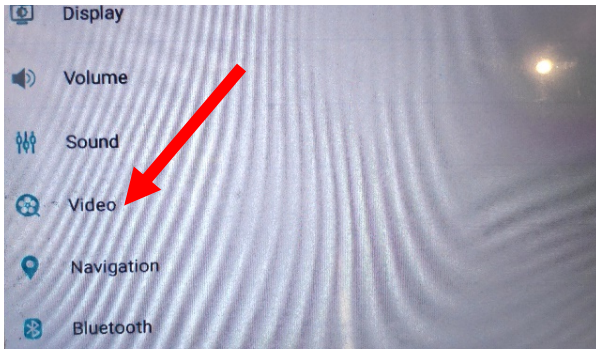 Display
Volume
Sound
Video
Navigation
Bluetooth